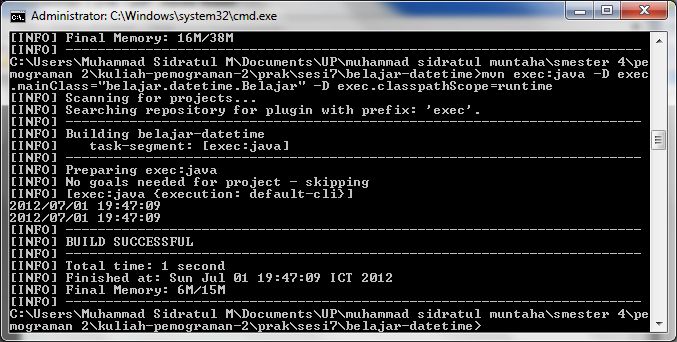 Administrator: C:\Windows\system32\cmd.exe
[INFO] Final Memory: 16M/38M
[INFO] ------------------------------------------------------------------------
C:\Users\Muhammad Sidratul M\Documents\UP\muhammad sidratul muntaha\smester 4\pe
mograman 2\kuliah-pemograman-2\prak\sesi7\belajar-datetime>mvn exec:java -D exec
.mainClass="belajar.datetime.Belajar" -D exec.classpathScope=runtime
[INFO] Scanning for projects...
[INFO] Searching repository for plugin with prefix: 'exec'.
[INFO] ------------------------------------------------------------------------
[INFO] Building belajar-datetime
[INFO]    task-segment: [exec:java]
[INFO] ------------------------------------------------------------------------
[INFO] Preparing exec:java
[INFO] No goals needed for project - skipping
[INFO] [exec:java {execution: default-cli}]
2012/07/01 19:47:09
2012/07/01 19:47:09
[INFO] ------------------------------------------------------------------------
[INFO] BUILD SUCCESSFUL
[INFO] ------------------------------------------------------------------------
[INFO] Total time: 1 second
[INFO] Finished at: Sun Jul 01 19:47:09 ICT 2012
[INFO] Final Memory: 6M/15M
[INFO] ------------------------------------------------------------------------
C:\Users\Muhammad Sidratul M\Documents\UP\muhammad sidratul muntaha\smester 4\pe
mograman 2\kuliah-pemograman-2\prak\sesi7\belajar-datetime>